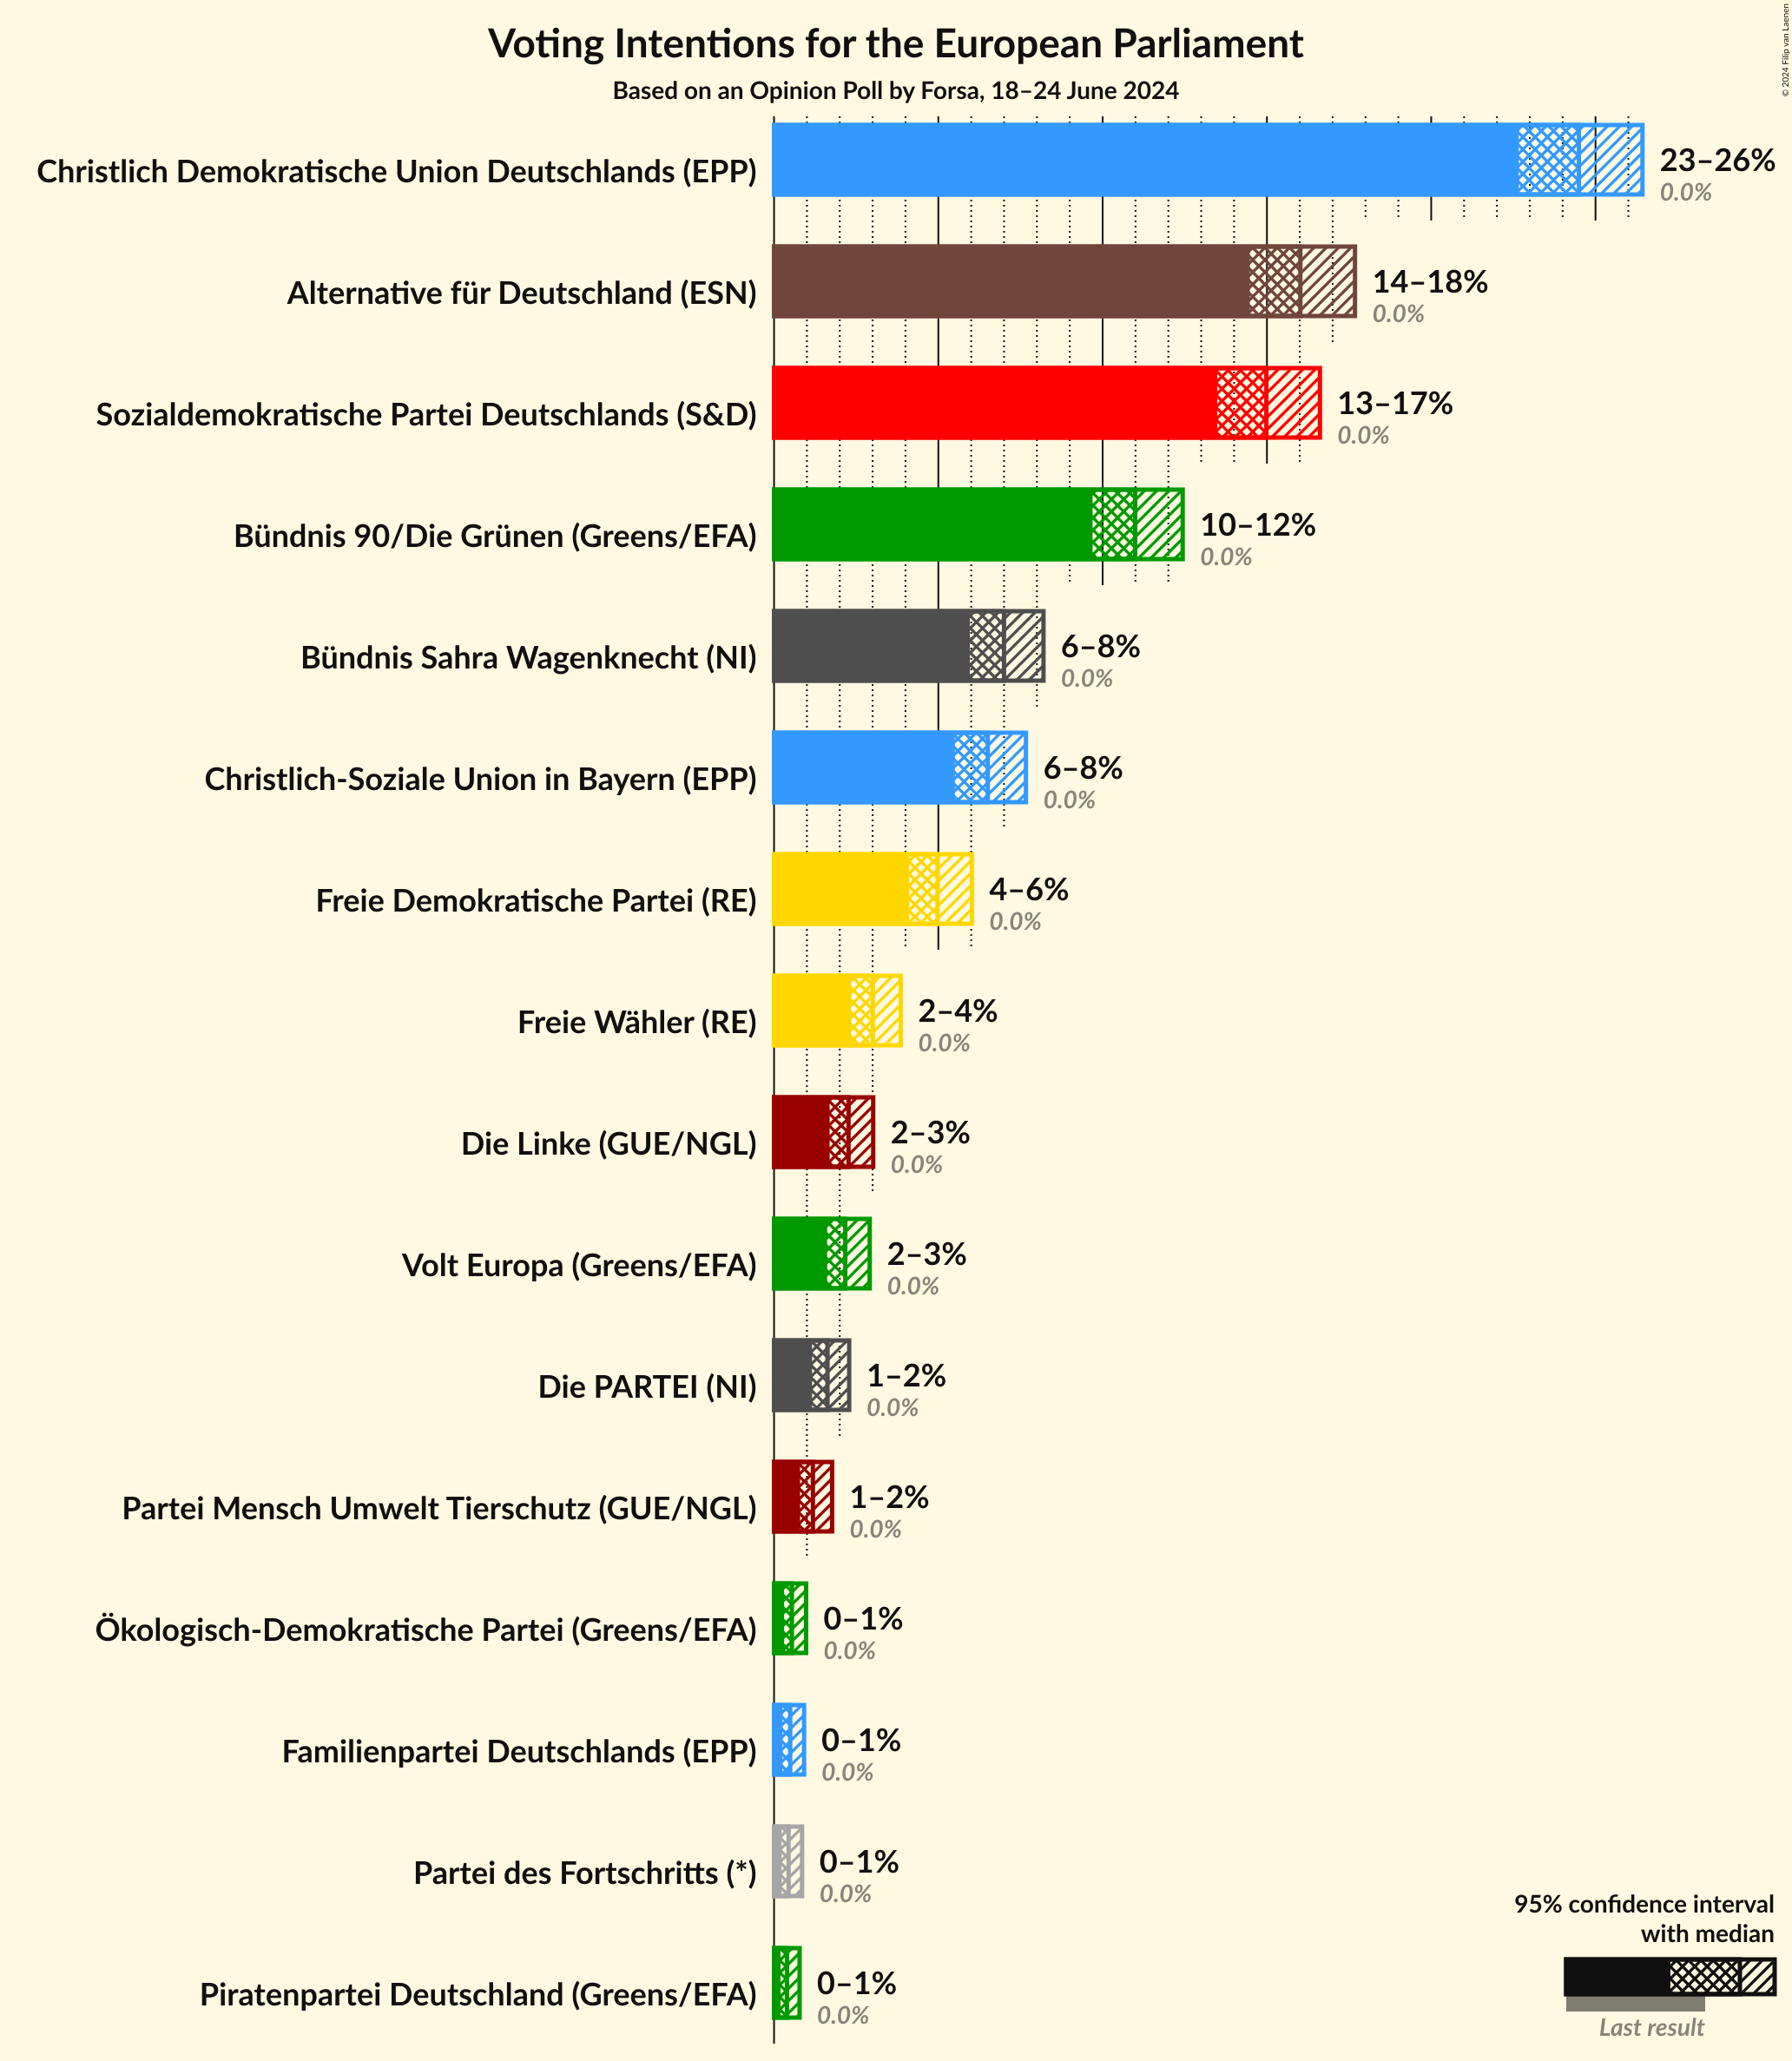 Voting Intentions for the European Parliament
Based on an Opinion Poll by Forsa, 18–24 June 2024
© 2024 Filip van Laenen
Christlich Demokratische Union Deutschlands (EPP)
23–26%
0.0%
Alternative für Deutschland (ESN)
14–18%
0.0%
Sozialdemokratische Partei Deutschlands (S&D)
13–17%
0.0%
Bündnis 90/Die Grünen (Greens/EFA)
10–12%
0.0%
Bündnis Sahra Wagenknecht (NI)
6–8%
0.0%
Christlich-Soziale Union in Bayern (EPP)
6–8%
0.0%
Freie Demokratische Partei (RE)
4–6%
0.0%
Freie Wähler (RE)
2–4%
0.0%
Die Linke (GUE/NGL)
2–3%
0.0%
Volt Europa (Greens/EFA)
2–3%
0.0%
Die PARTEI (NI)
1–2%
0.0%
Partei Mensch Umwelt Tierschutz (GUE/NGL)
1–2%
0.0%
Ökologisch-Demokratische Partei (Greens/EFA)
0–1%
0.0%
Familienpartei Deutschlands (EPP)
0–1%
0.0%
Partei des Fortschritts (*)
0–1%
0.0%
Piratenpartei Deutschland (Greens/EFA)
0–1%
0.0%
95% confidence interval
with median
Last result